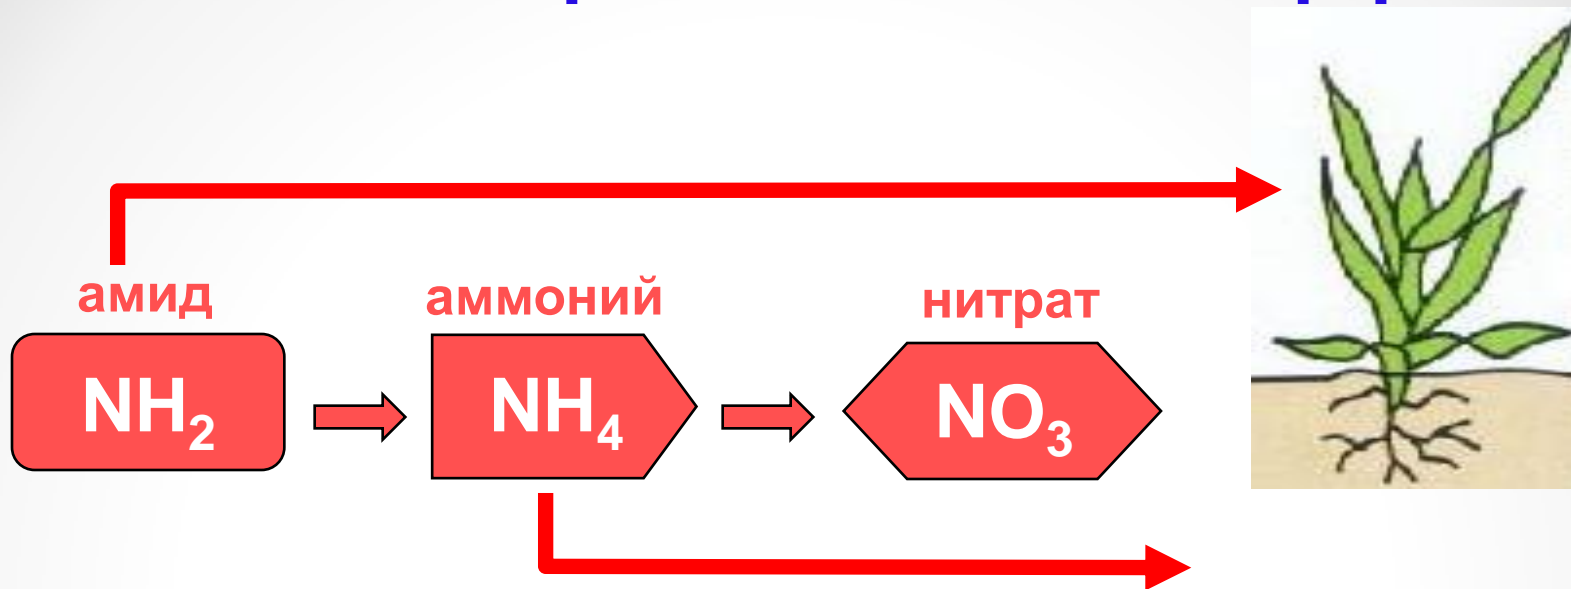 амид
аммоний
нитрат
NH₂
NH₄
NO₃